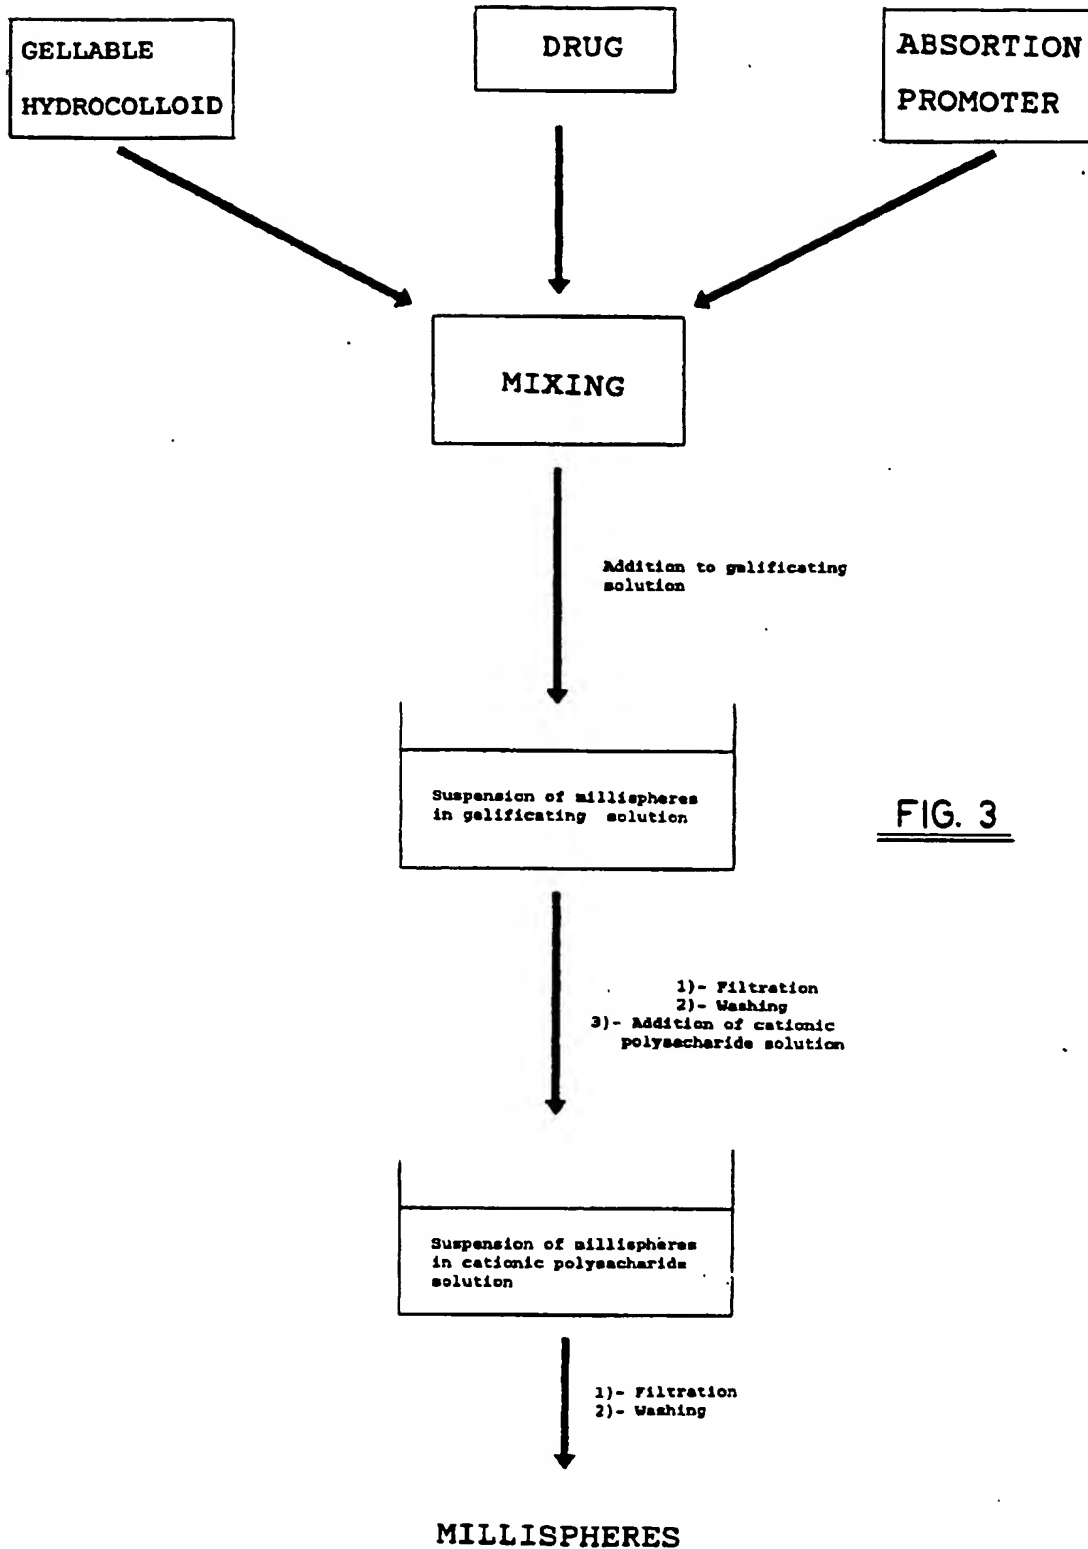 GELLABLE
HYDROCOLLOID
DRUG
ABSORTION
PROMOTER
MIXING
Addition to gelificating
solution
Suspension of millispheres
in gelificating solution
FIG. 3
1)- Filtration
2)- Washing
3)- Addition of cationic
polysacharide solution
Suspension of millispheres
in cationic polysacharide
solution
1)- Filtration
2)- Washing
MILLISPHERES